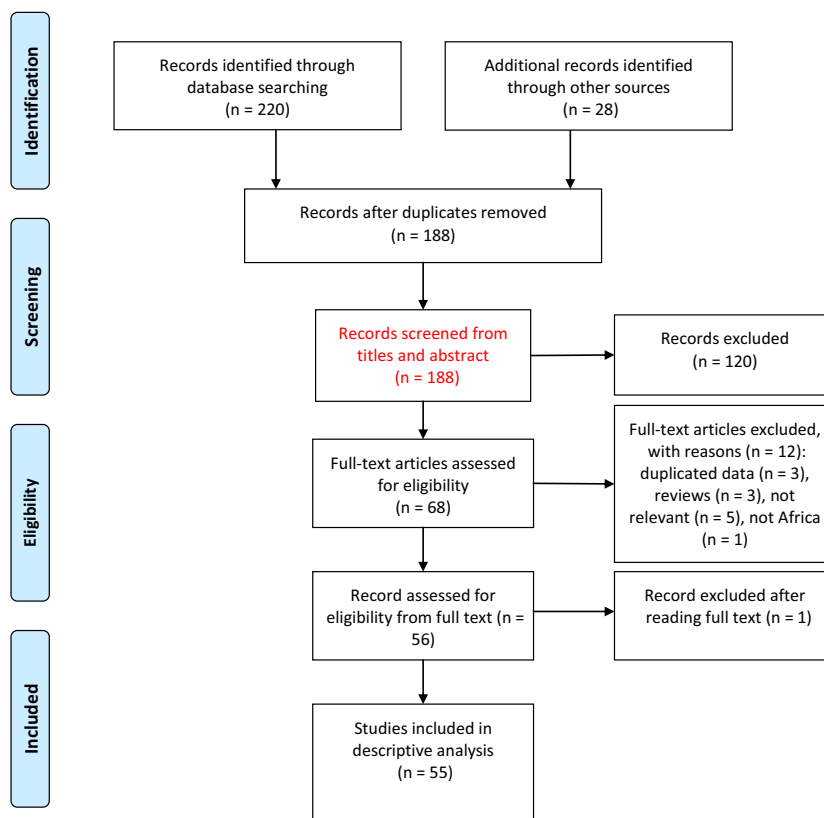 Identification
Records identified through
database searching
(n = 220)
Additional records identified
through other sources
(n = 28)
Records after duplicates removed
(n = 188)
Screening
Records screened from
titles and abstract
(n = 188)
Records excluded
(n = 120)
Eligibility
Full-text articles assessed
for eligibility
(n = 68)
Full-text articles excluded,
with reasons (n = 12):
duplicated data (n = 3),
reviews (n = 3), not
relevant (n = 5), not Africa
(n = 1)
Record assessed for
eligibility from full text (n =
56)
Record excluded after
reading full text (n = 1)
Included
Studies included in
descriptive analysis
(n = 55)